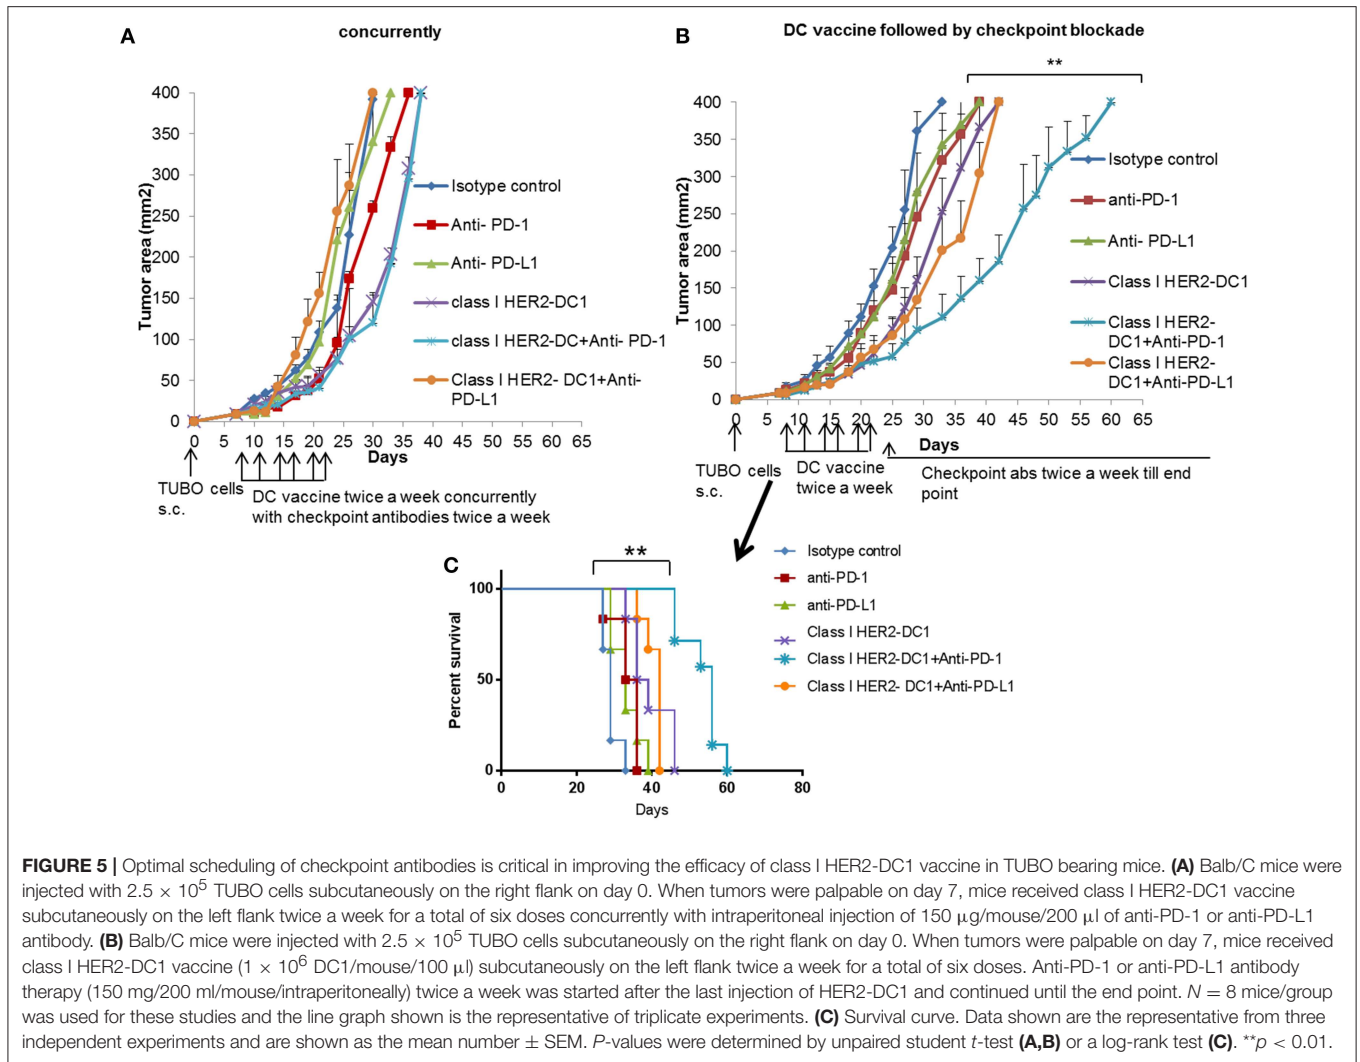 A
concurrently
400
350
300
250
200
150
100
50
0
Tumor area (mm2)
0 5 10 15 20 25 30 35 40 45 50 55 60 65
Days
Isotype control
Anti- PD-1
Anti- PD-L1
class I HER2-DC1
class I HER2-DC+Anti- PD-1
Class I HER2- DC1+Anti-
PD-L1
TUBO cells
s.c.
DC vaccine twice a week concurrently
with checkpoint antibodies twice a week
B
DC vaccine followed by checkpoint blockade
**
400
350
300
250
200
150
100
50
0
Tumor area (mm2)
0 5 10 15 20 25 30 35 40 45 50 55 60 65
Days
Isotype control
anti-PD-1
Anti- PD-L1
Class I HER2-DC1
Class I HER2-
DC1+Anti-PD-1
Class I HER2-
DC1+Anti-PD-L1
TUBO cells
s.c.
DC vaccine
twice a week
Checkpoint abs twice a week till end
point
C
**
100
50
0
Percent survival
0 20 40 60 80
Days
Isotype control
anti-PD-1
anti-PD-L1
Class I HER2-DC1
Class I HER2-DC1+Anti-PD-1
Class I HER2- DC1+Anti-PD-L1
FIGURE 5 | Optimal scheduling of checkpoint antibodies is critical in improving the efficacy of class I HER2-DC1 vaccine in TUBO bearing mice. (A) Balb/C mice were
injected with 2.5 × 10⁵ TUBO cells subcutaneously on the right flank on day 0. When tumors were palpable on day 7, mice received class I HER2-DC1 vaccine
subcutaneously on the left flank twice a week for a total of six doses concurrently with intraperitoneal injection of 150 μg/mouse/200 μl of anti-PD-1 or anti-PD-L1
antibody. (B) Balb/C mice were injected with 2.5 × 10⁵ TUBO cells subcutaneously on the right flank on day 0. When tumors were palpable on day 7, mice received
class I HER2-DC1 vaccine (1 × 10⁶ DC1/mouse/100 μl) subcutaneously on the left flank twice a week for a total of six doses. Anti-PD-1 or anti-PD-L1 antibody
therapy (150 mg/200 ml/mouse/intraperitoneally) twice a week was started after the last injection of HER2-DC1 and continued until the end point. N = 8 mice/group
was used for these studies and the line graph shown is the representative of triplicate experiments. (C) Survival curve. Data shown are the representative from three
independent experiments and are shown as the mean number ± SEM. P-values were determined by unpaired student t-test (A,B) or a log-rank test (C). **p < 0.01.